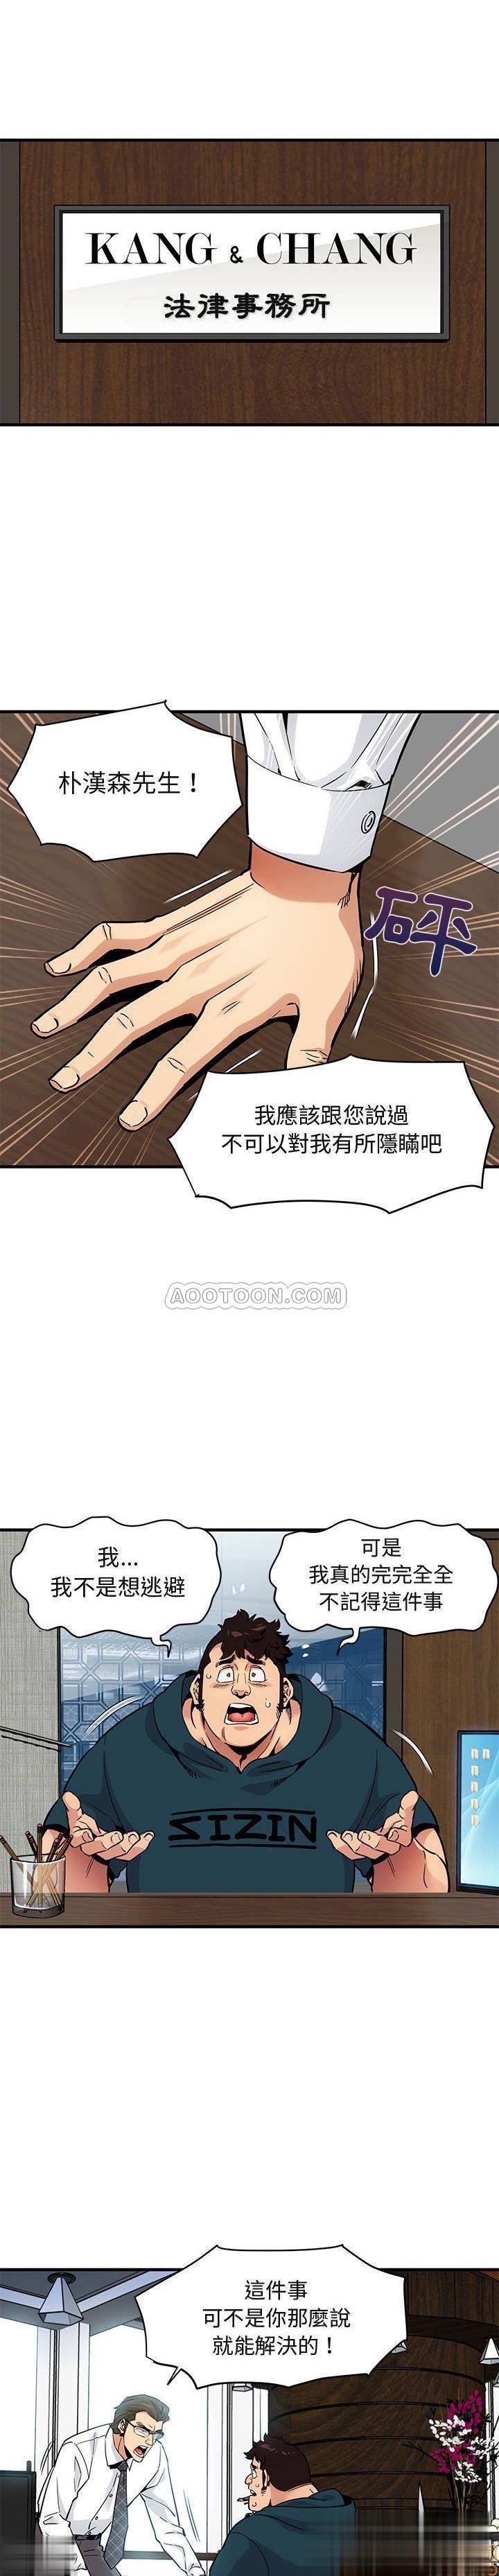 KANG & CHANG
法律事務所
朴漢森先生！
砰
我應該跟您說過
不可以對我有所隱瞞吧
AOOTOON.COM
我…
我不是想逃避
可是
我真的完完全全
不記得這件事
SIZIN
這件事
可不是你那麼說
就能解決的！